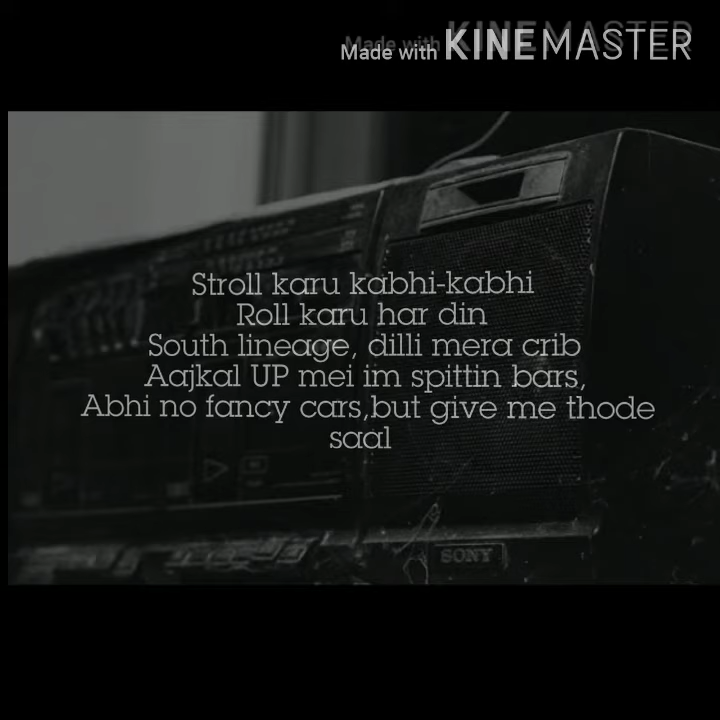 Made with KINEMASTER
Stroll karu kabhi-kabhi
Roll karu har din
South lineage, dilli mera crib
Aajkal UP mei im spittin bars,
Abhi no fancy cars,but give me thode
saal
SONY